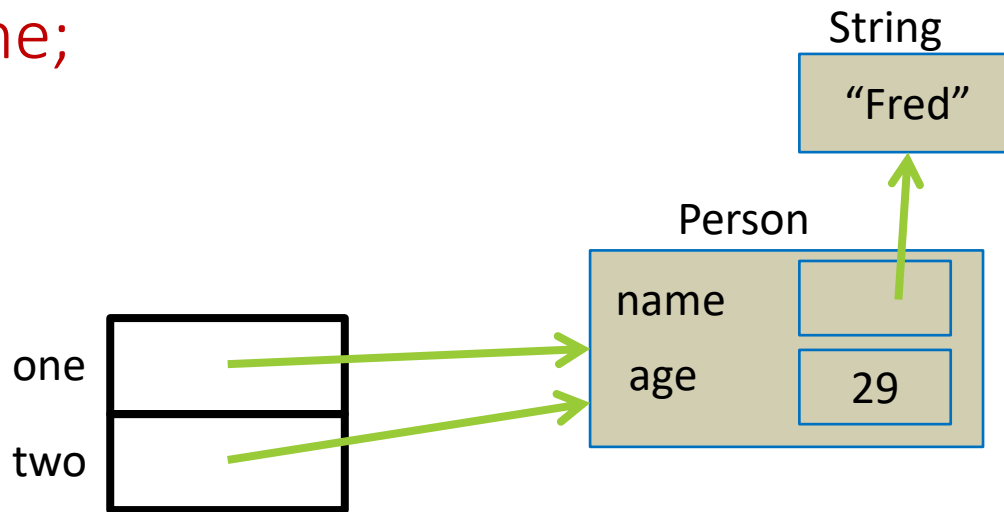 ne;
String
“Fred”
Person
name
age
29
one
two